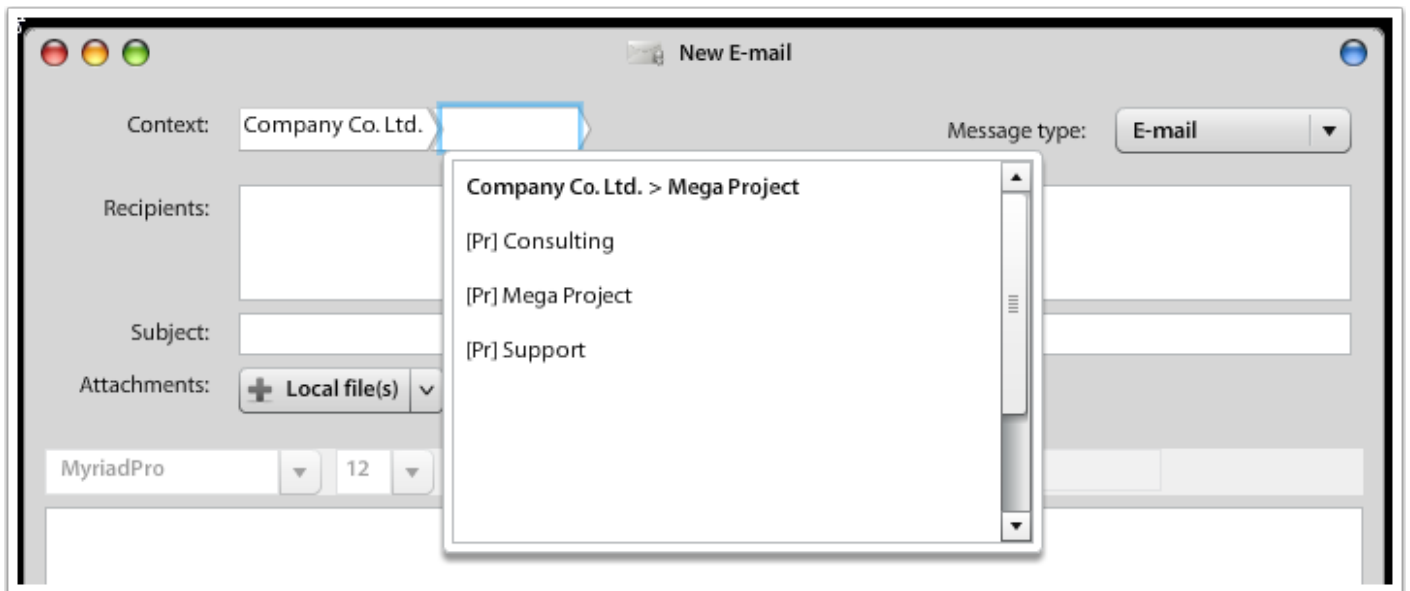 New E-mail
Context: Company Co. Ltd. Message type: E-mail
Company Co. Ltd. > Mega Project
Recipients:
[Pr] Consulting
[Pr] Mega Project
Subject:
[Pr] Support
Attachments: Local file(s)
MyriadPro 12